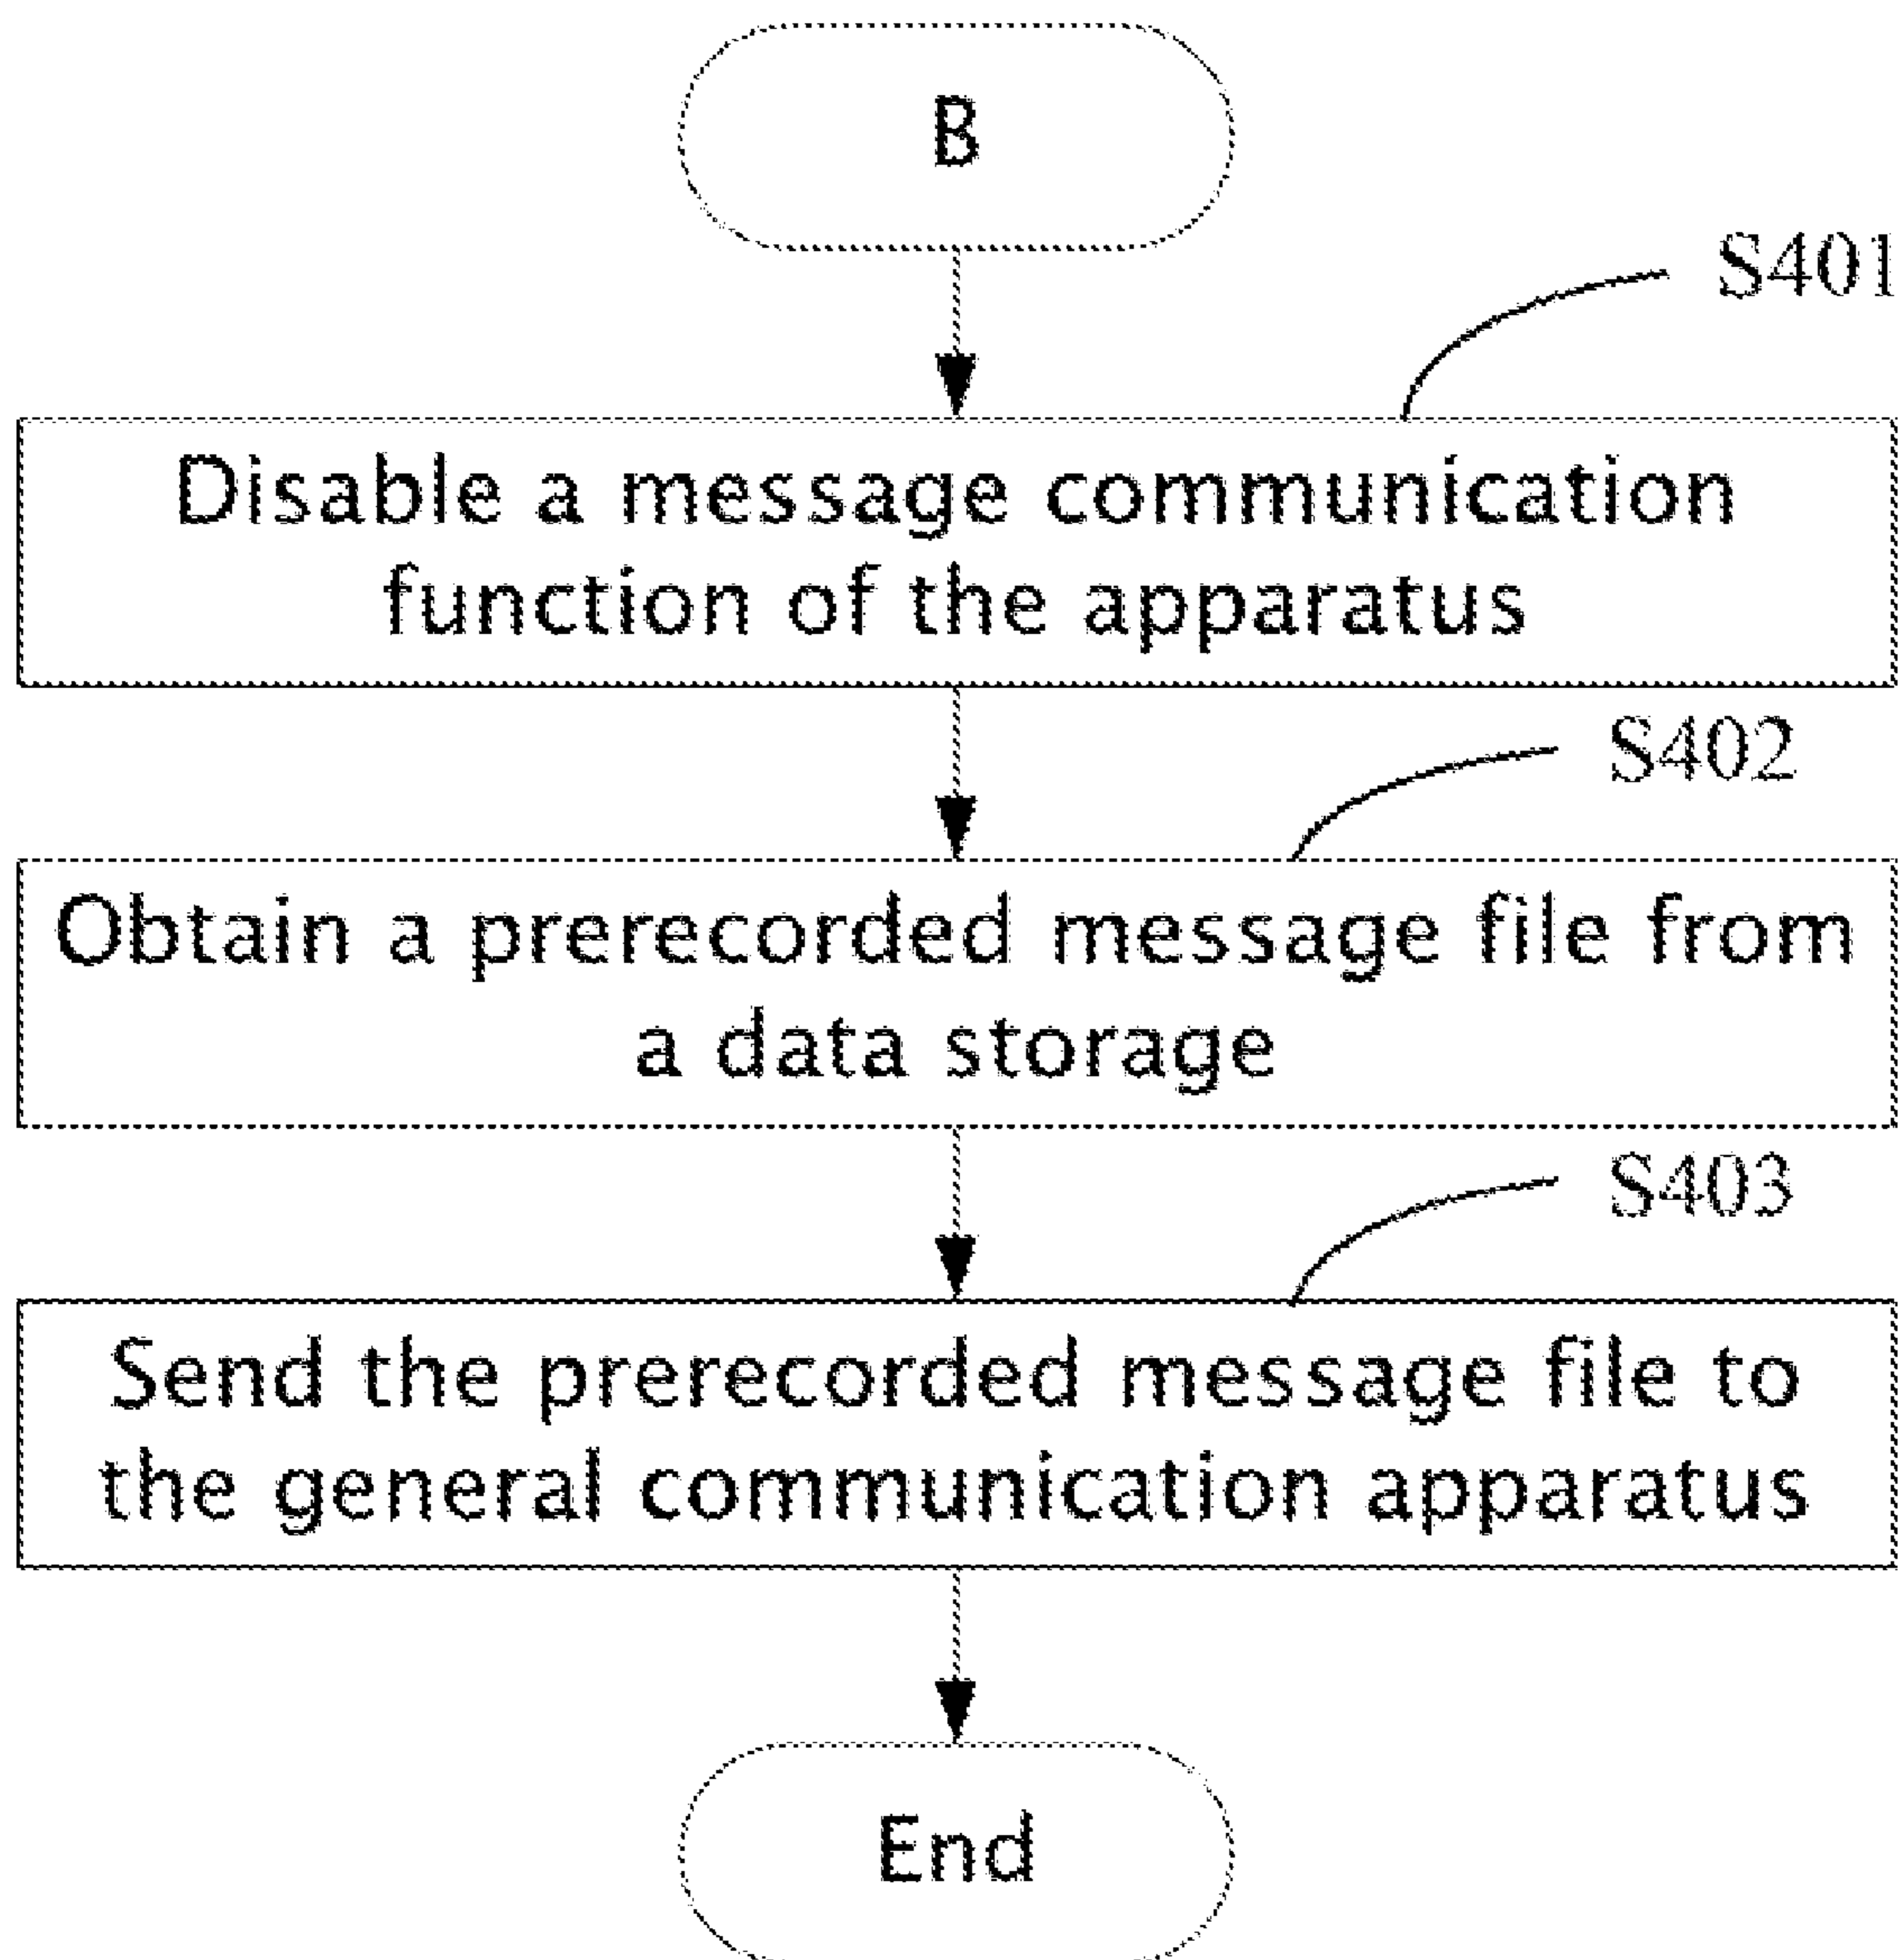 B
S401
Disable a message communication
function of the apparatus
S402
Obtain a prerecorded message file from
a data storage
S403
Send the prerecorded message file to
the general communication apparatus
End